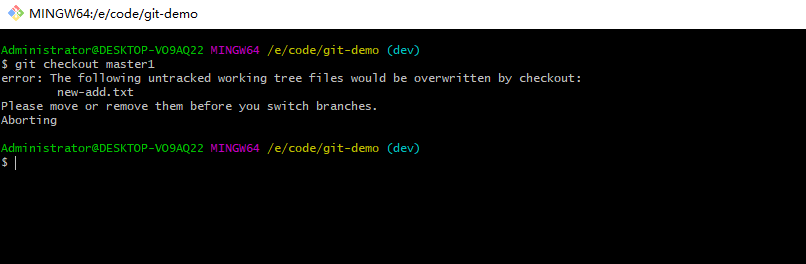 MINGW64:/e/code/git-demo
Administrator@DESKTOP-VO9AQ22 MINGW64 /e/code/git-demo (dev)
$ git checkout master1
error: The following untracked working tree files would be overwritten by checkout:
        new-add.txt
Please move or remove them before you switch branches.
Aborting
Administrator@DESKTOP-VO9AQ22 MINGW64 /e/code/git-demo (dev)
$